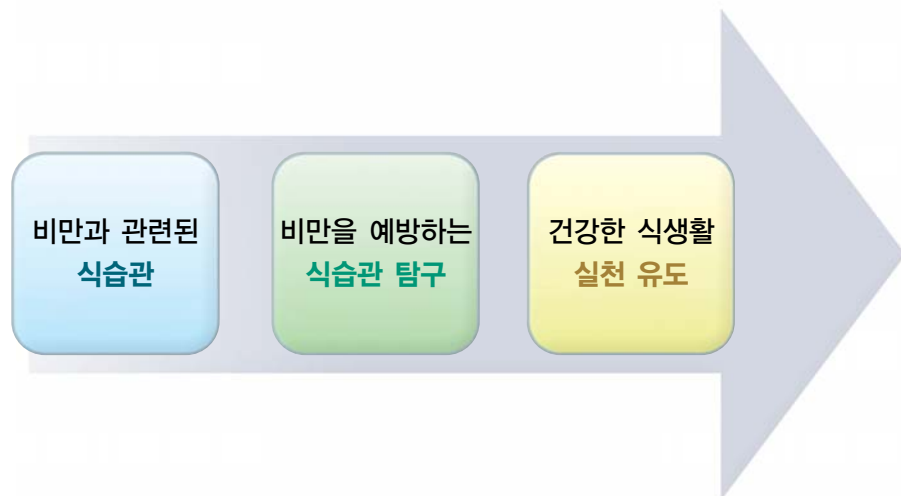 비만과 관련된
식습관
비만을 예방하는
식습관 탐구
건강한 식생활
실천 유도